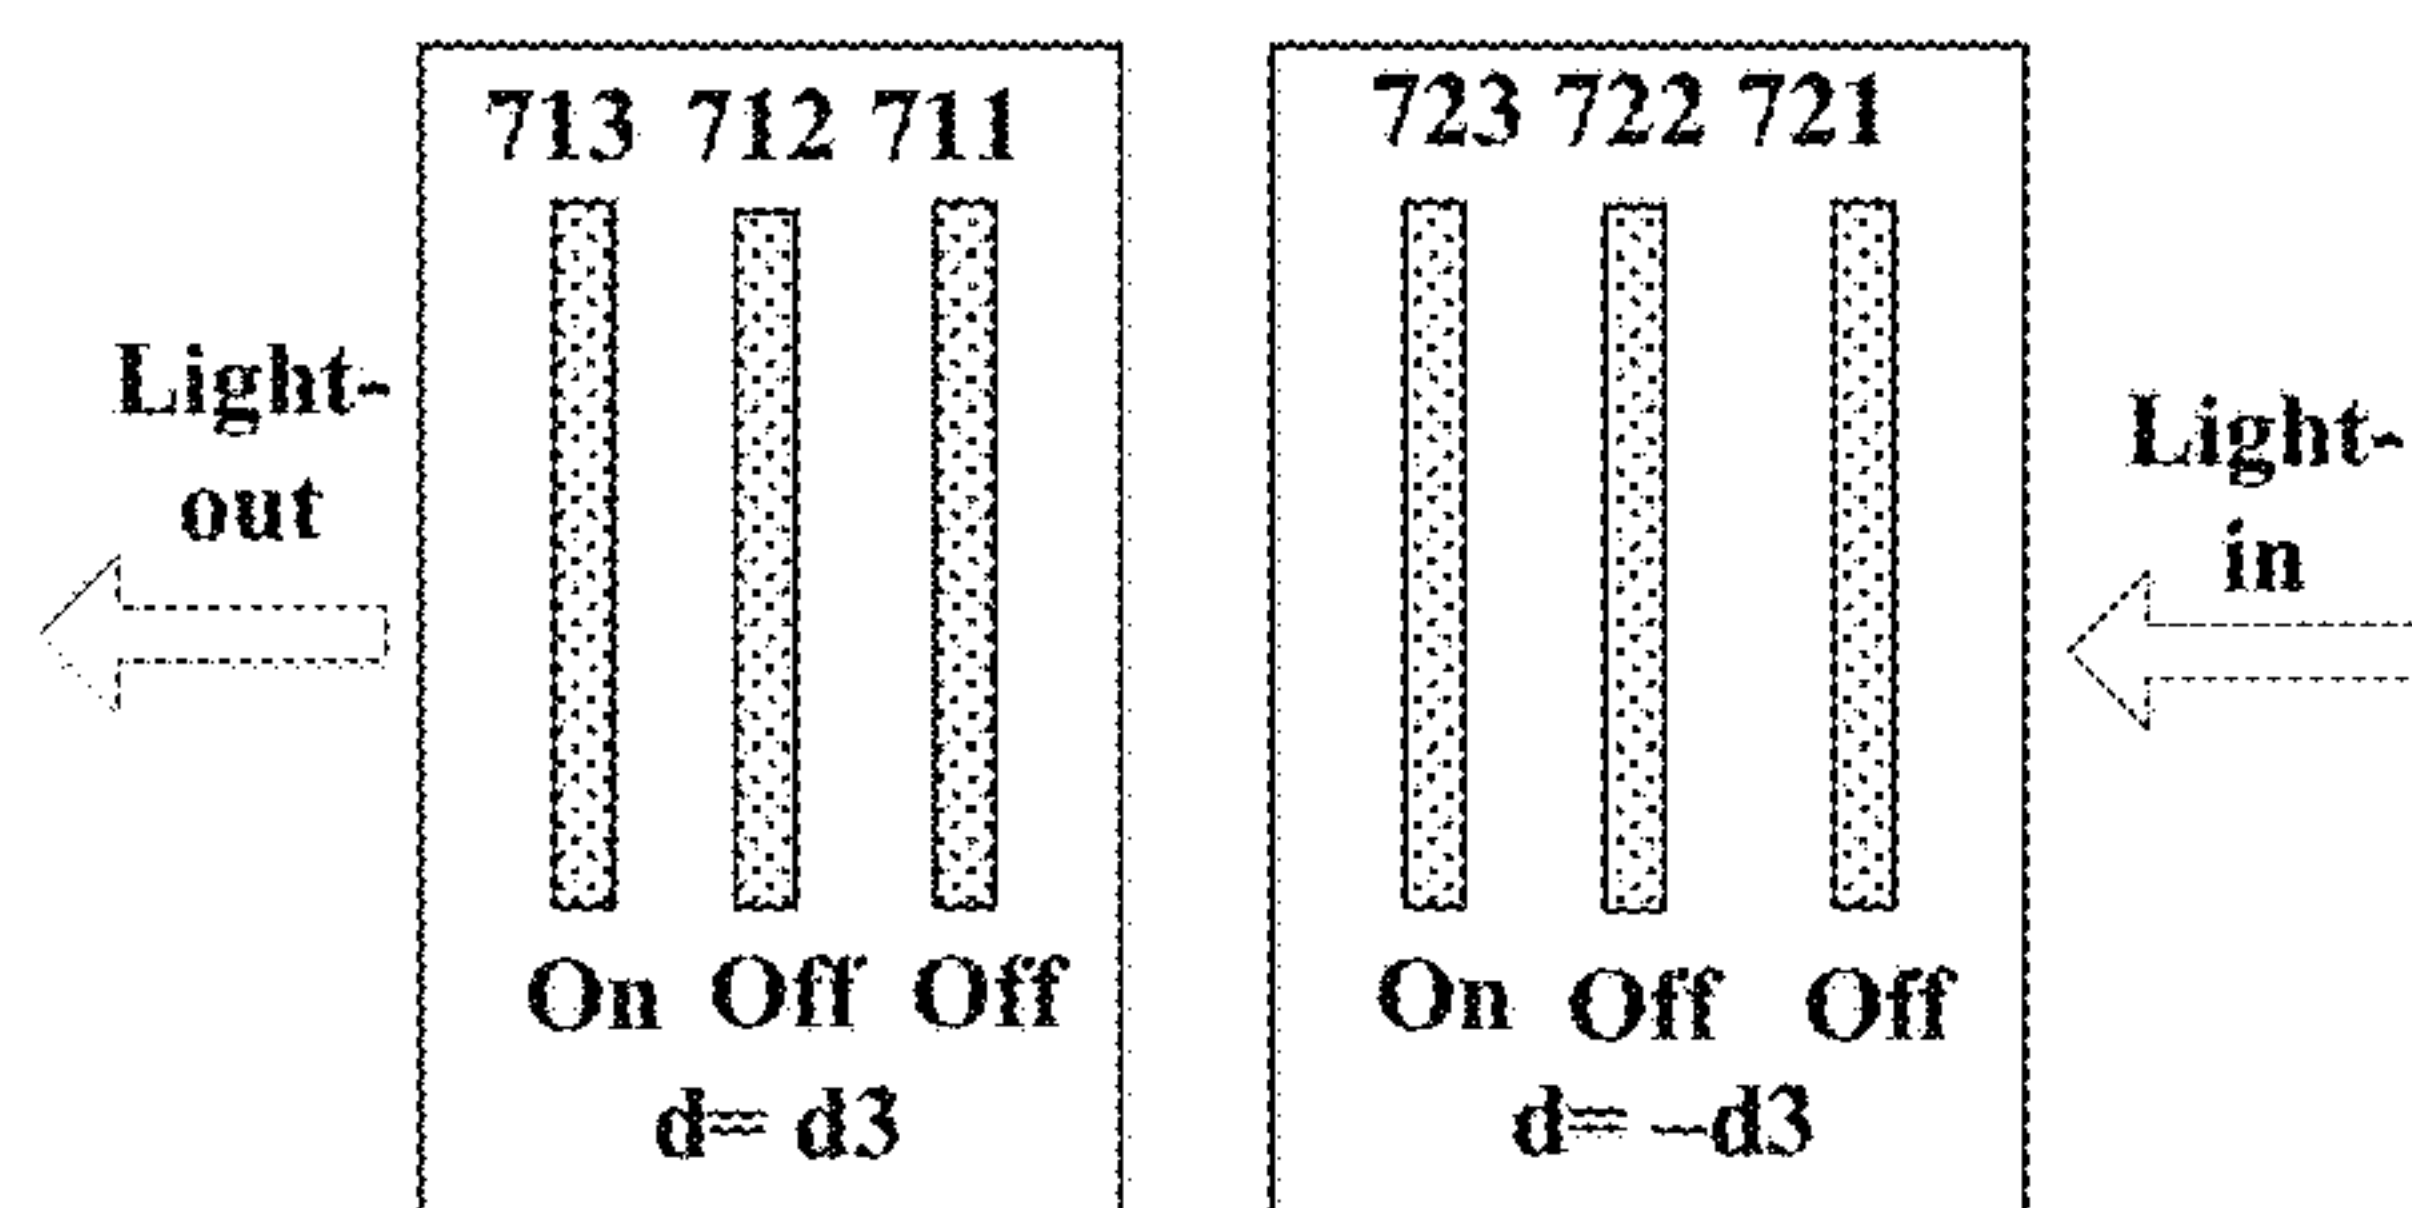 713 712 711
723 722 721
Light-
out
Light-
in
On Off Off
On Off Off
d= d3
d= –d3